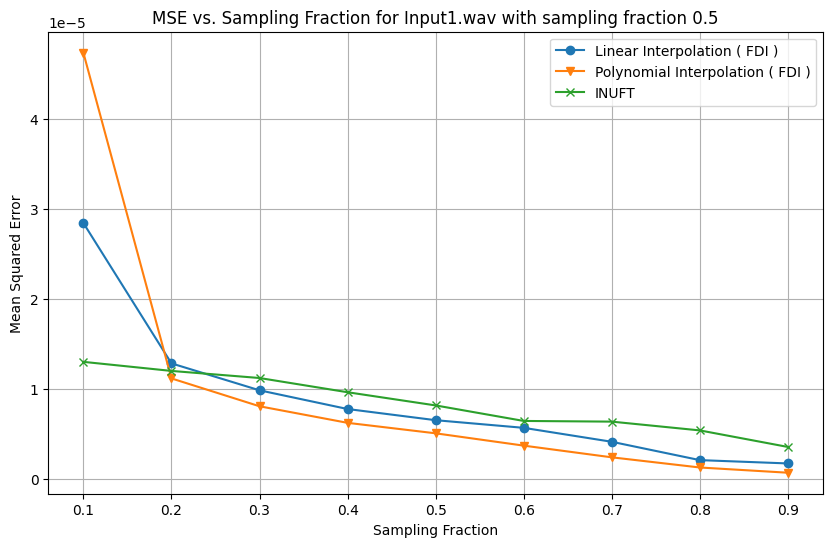 MSE vs. Sampling Fraction for Input1.wav with sampling fraction 0.5
1e−5
Linear Interpolation ( FDI )
Polynomial Interpolation ( FDI )
INUFT
Mean Squared Error
4
3
2
1
0
0.1 0.2 0.3 0.4 0.5 0.6 0.7 0.8 0.9
Sampling Fraction